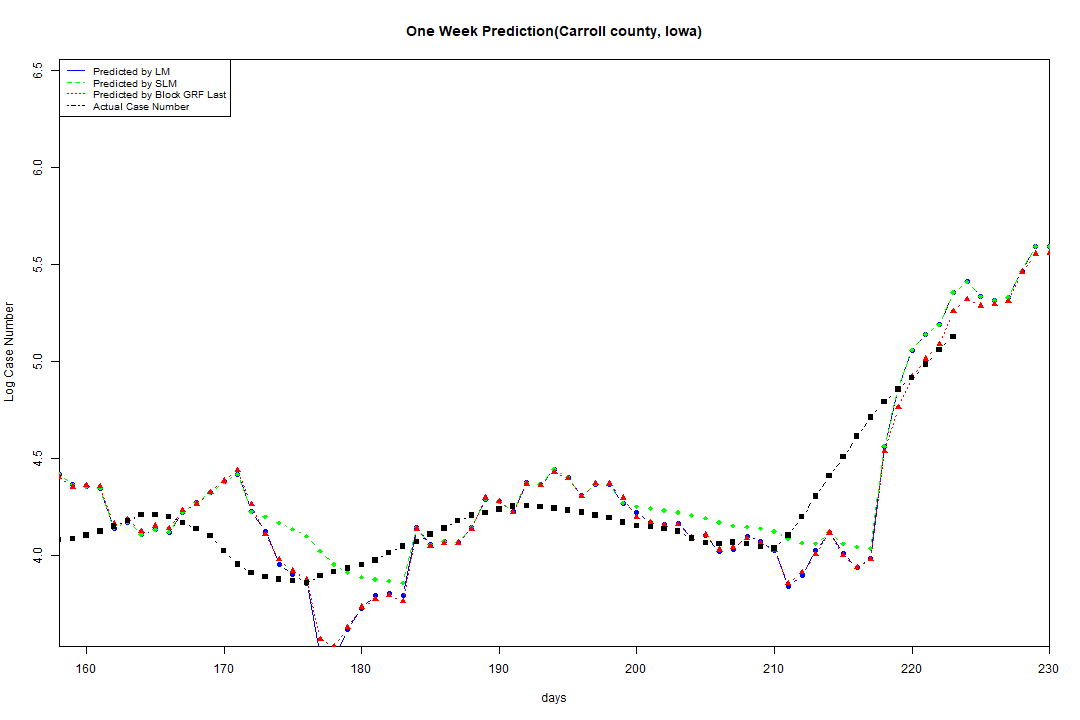 One Week Prediction(Carroll county, Iowa)
Predicted by LM
Predicted by SLM
Predicted by Block GRF Last
Actual Case Number
6.5
6.0
5.5
5.0
4.5
4.0
Log Case Number
160 170 180 190 200 210 220 230
days